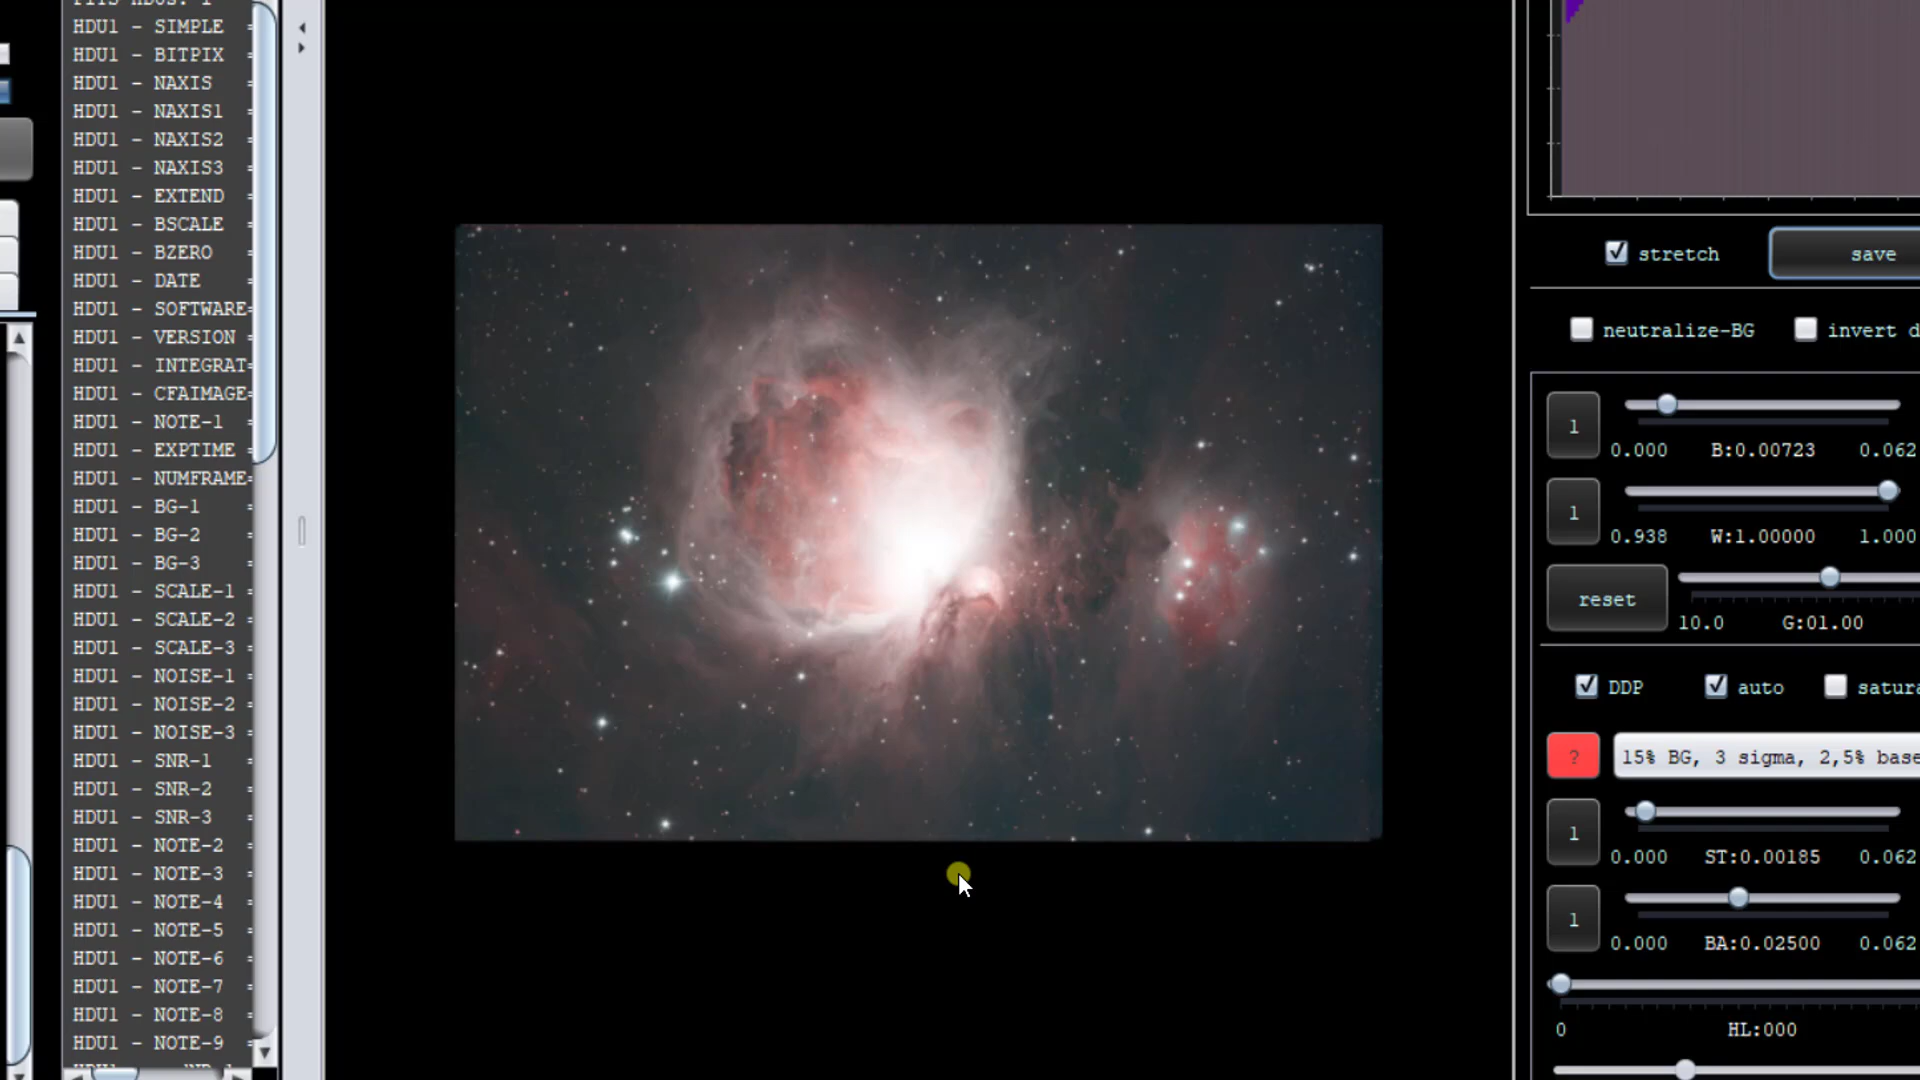 HDU1 - SIMPLE =
HDU1 - BITPIX =
HDU1 - NAXIS =
HDU1 - NAXIS1 =
HDU1 - NAXIS2 =
HDU1 - NAXIS3 =
HDU1 - EXTEND =
HDU1 - BSCALE =
HDU1 - BZERO =
HDU1 - DATE =
HDU1 - SOFTWARE=
HDU1 - VERSION =
HDU1 - INTEGRAT=
HDU1 - CFAIMAGE=
HDU1 - NOTE-1 =
HDU1 - EXPTIME =
HDU1 - NUMFRAME=
HDU1 - BG-1 =
HDU1 - BG-2 =
HDU1 - BG-3 =
HDU1 - SCALE-1 =
HDU1 - SCALE-2 =
HDU1 - SCALE-3 =
HDU1 - NOISE-1 =
HDU1 - NOISE-2 =
HDU1 - NOISE-3 =
HDU1 - SNR-1 =
HDU1 - SNR-2 =
HDU1 - SNR-3 =
HDU1 - NOTE-2 =
HDU1 - NOTE-3 =
HDU1 - NOTE-4 =
HDU1 - NOTE-5 =
HDU1 - NOTE-6 =
HDU1 - NOTE-7 =
HDU1 - NOTE-8 =
HDU1 - NOTE-9 =
stretch save
neutralize-BG invert d
1
0.000 B:0.00723 0.062
1
0.938 W:1.00000 1.000
reset
10.0 G:01.00
DDP auto satura
? 15% BG, 3 sigma, 2,5% base
1
0.000 ST:0.00185 0.062
1
0.000 BA:0.02500 0.062
0 HL:000